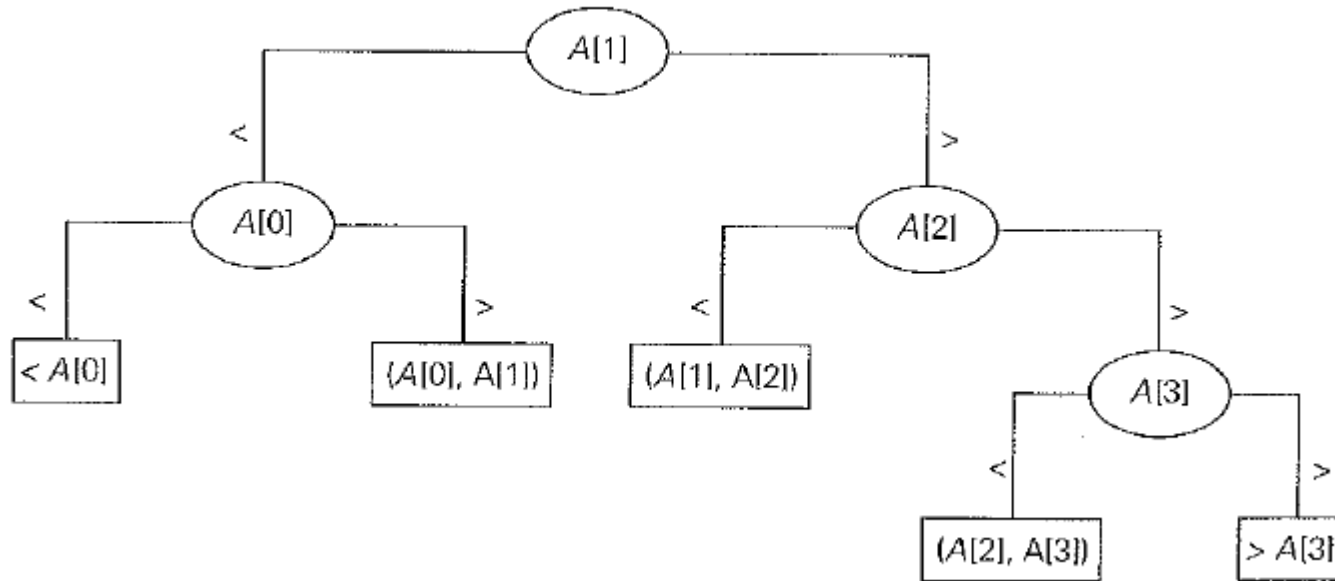 A[1]
<
>
A[0]
A[2]
<
>
<
>
< A[0]
(A[0], A[1])
(A[1], A[2])
A[3]
<
>
(A[2], A[3])
> A[3]